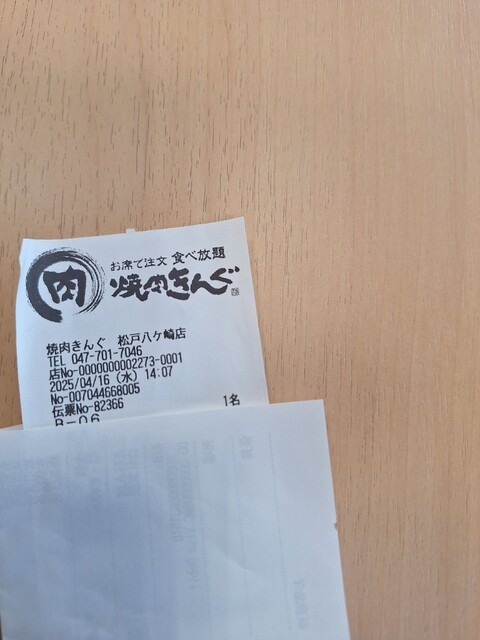 お席で注文 食べ放題
肉 焼肉きんぐ
焼肉きんぐ 松戸八ケ崎店
TEL 047-701-7046
店No-0000000002273-0001
2025/04/16 (水) 14:07
No-007044668005
伝票No-82366 1名
B-06